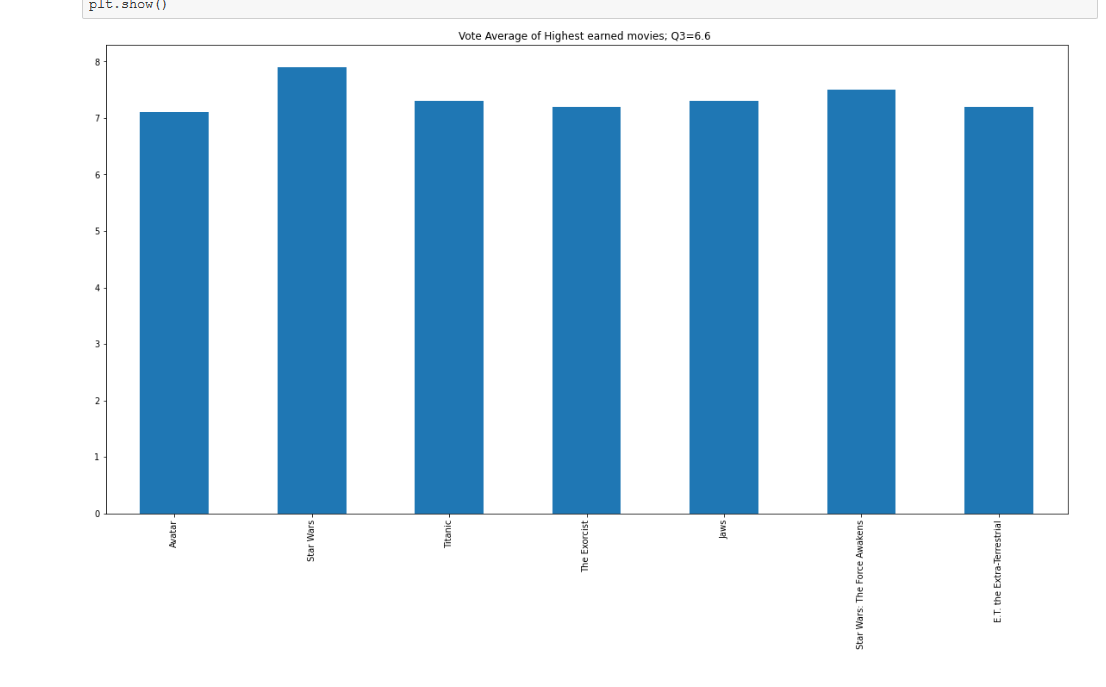 plt.show()
Vote Average of Highest earned movies; Q3=6.6
8
7
6
5
4
3
2
1
0
Avatar
Star Wars
Titanic
The Exorcist
Jaws
Star Wars: The Force Awakens
E.T. the Extra-Terrestrial